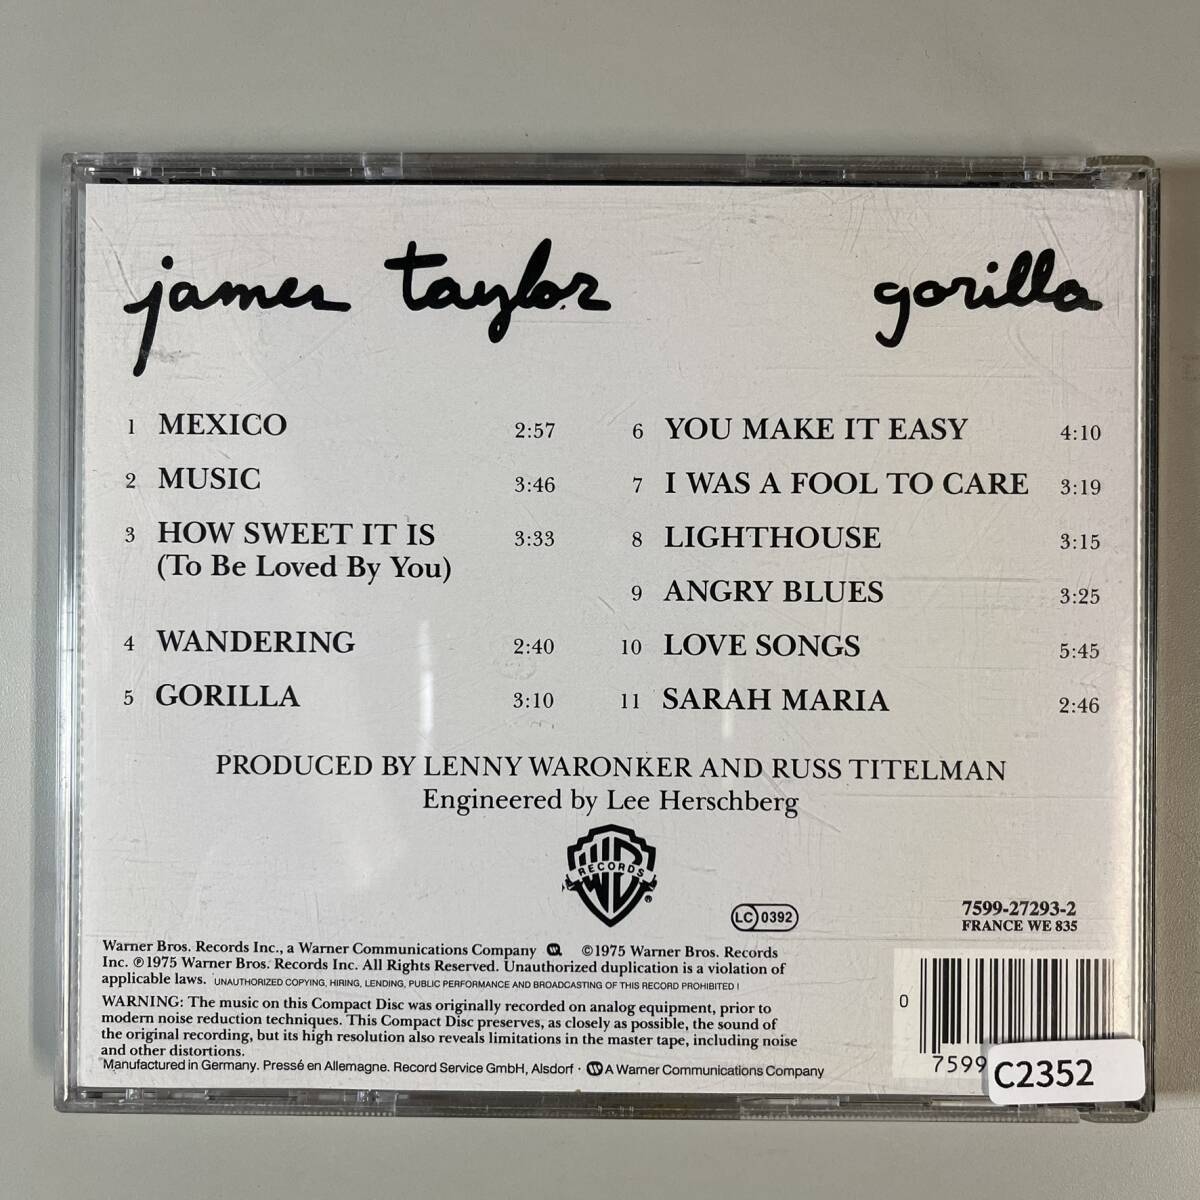 james taylor gorilla
1 MEXICO 2:57
2 MUSIC 3:46
3 HOW SWEET IT IS 3:33
(To Be Loved By You)
4 WANDERING 2:40
5 GORILLA 3:10
6 YOU MAKE IT EASY 4:10
7 I WAS A FOOL TO CARE 3:19
8 LIGHTHOUSE 3:15
9 ANGRY BLUES 3:25
10 LOVE SONGS 5:45
11 SARAH MARIA 2:46
PRODUCED BY LENNY WARONKER AND RUSS TITELMAN
Engineered by Lee Herschberg
WB RECORDS ®
LC 0392
7599-27293-2
FRANCE WE 835
Warner Bros. Records Inc., a Warner Communications Company ©1975 Warner Bros. Records
Inc. ℗1975 Warner Bros. Records Inc. All Rights Reserved. Unauthorized duplication is a violation of
applicable laws. UNAUTHORIZED COPYING, HIRING, LENDING, PUBLIC PERFORMANCE AND BROADCASTING OF THIS RECORD PROHIBITED !
WARNING: The music on this Compact Disc was originally recorded on analog equipment, prior to
modern noise reduction techniques. This Compact Disc preserves, as closely as possible, the sound of
the original recording, but its high resolution also reveals limitations in the master tape, including noise
and other distortions.
Manufactured in Germany. Pressé en Allemagne. Record Service GmbH, Alsdorf · A Warner Communications Company
0 7599
C2352